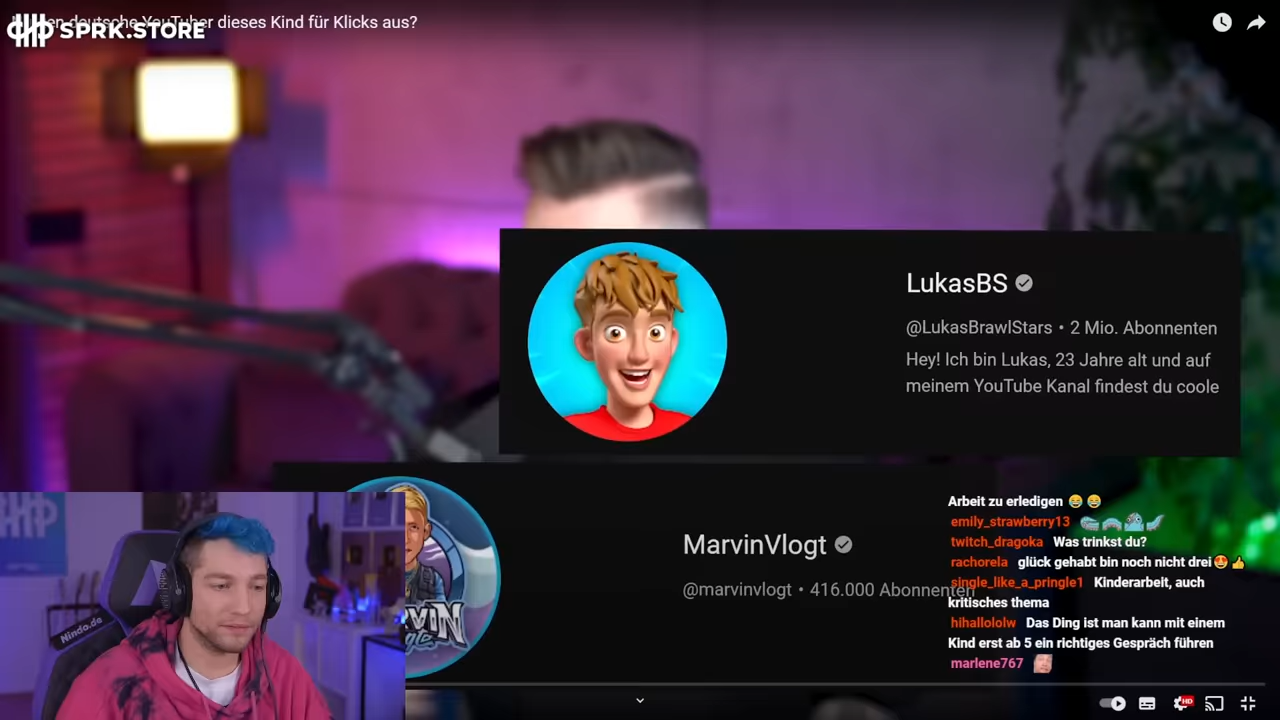 deutsche YouTuber dieses Kind für Klicks aus?
SPRK.STORE
LukasBS
@LukasBrawlStars • 2 Mio. Abonnenten
Hey! Ich bin Lukas, 23 Jahre alt und auf
meinem YouTube Kanal findest du coole
MarvinVlogt
@marvinvlogt • 416.000 Abonnenten
Arbeit zu erledigen 😂 😂
emily_strawberry13
twitch_dragoka Was trinkst du?
rachorela glück gehabt bin noch nicht drei🤩👍
single_like_a_pringle1 Kinderarbeit, auch
kritisches thema
hihallololw Das Ding ist man kann mit einem
Kind erst ab 5 ein richtiges Gespräch führen
marlene767
Nindo.de
HD